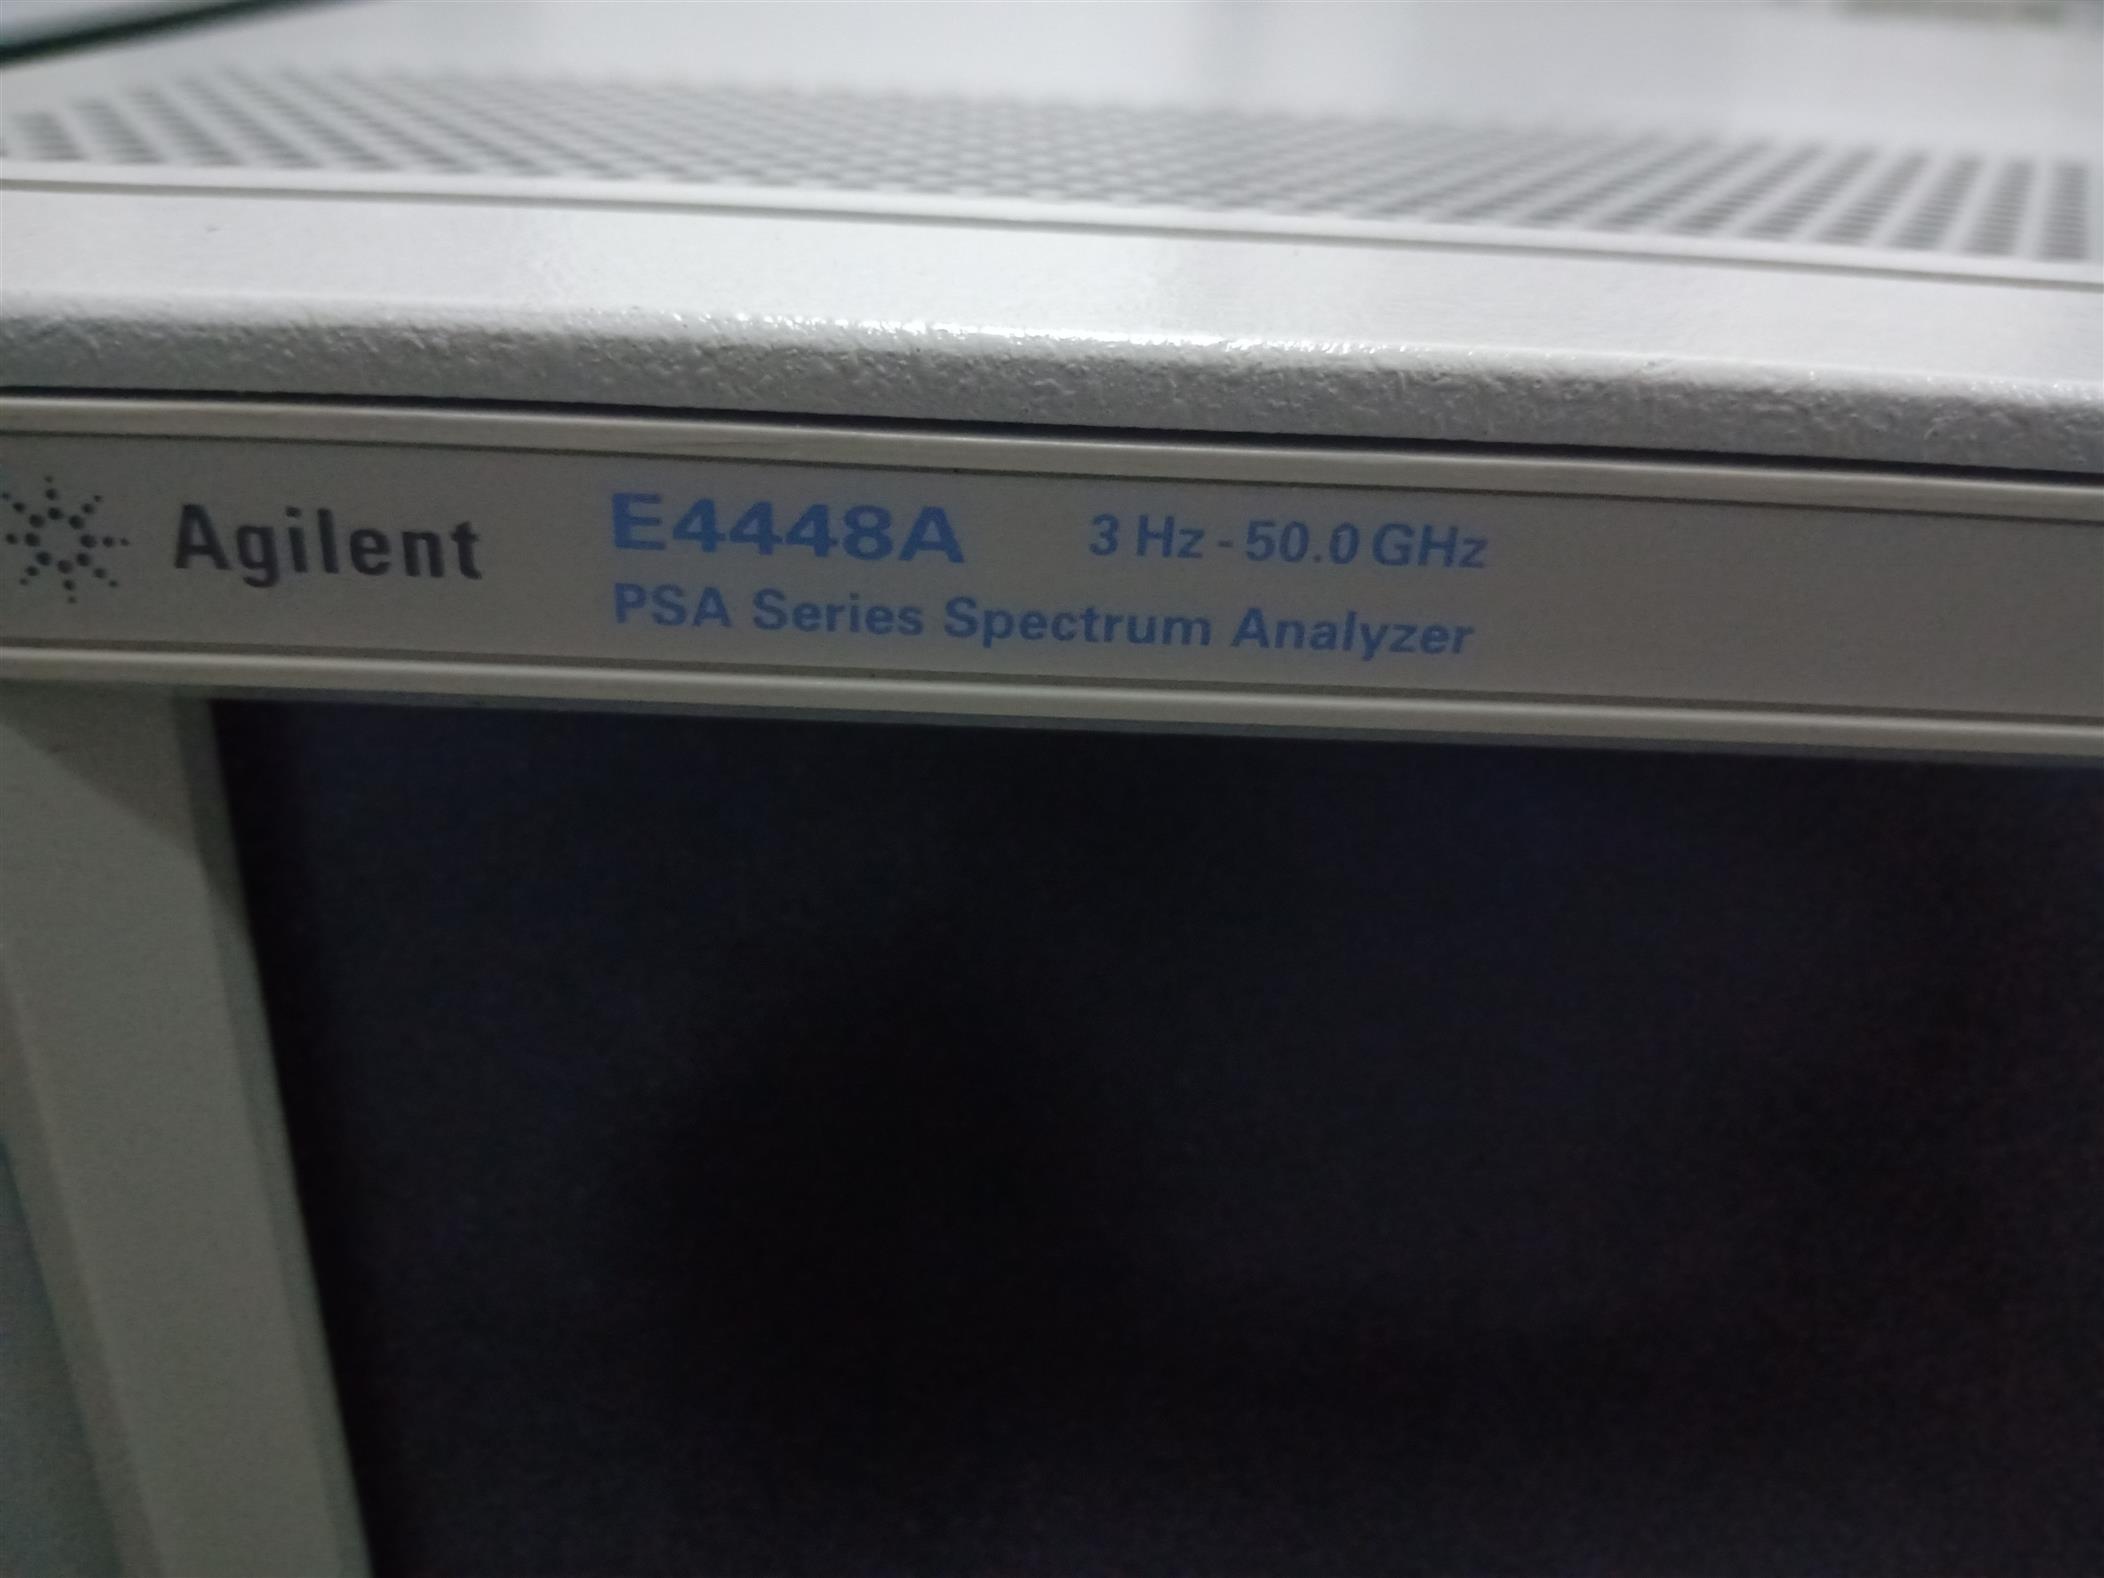 Agilent E4448A 3 Hz - 50.0 GHz
PSA Series Spectrum Analyzer